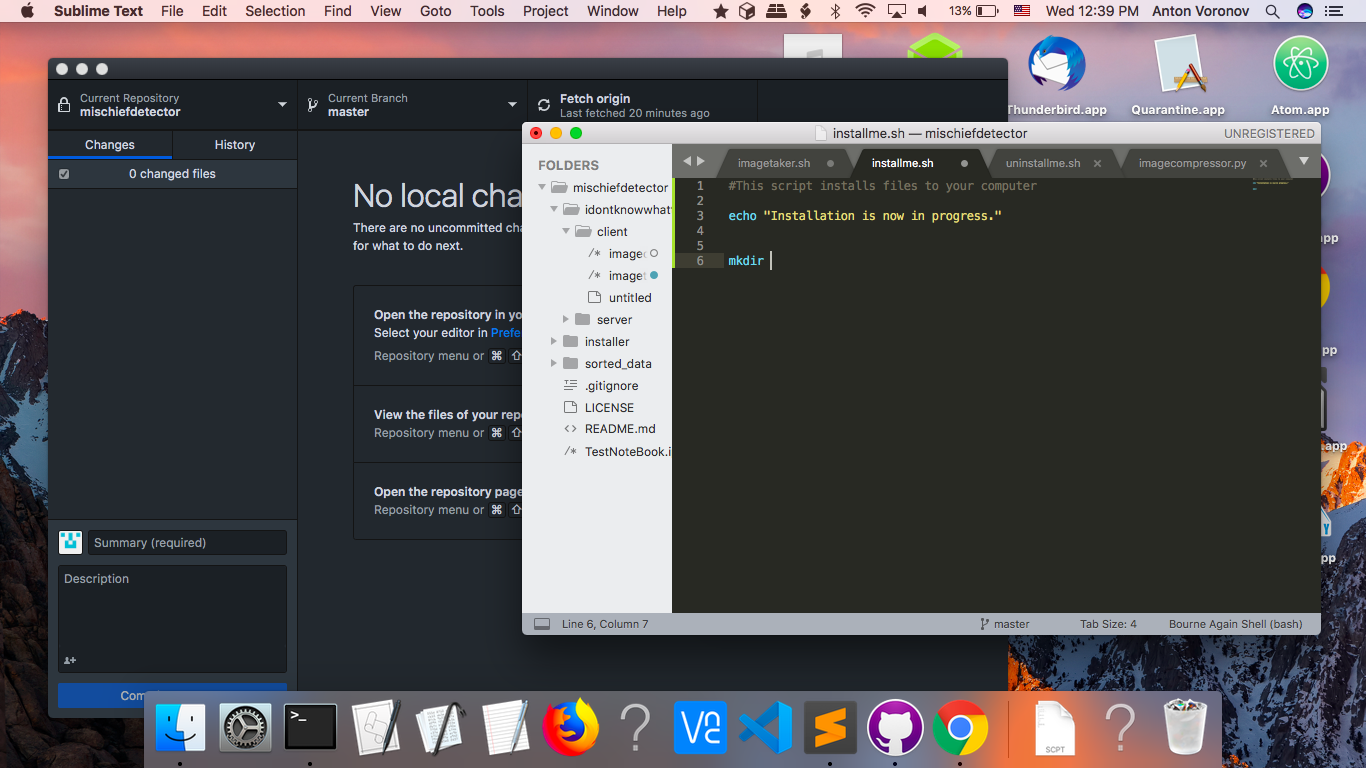 Sublime Text File Edit Selection Find View Goto Tools Project Window Help 13% Wed 12:39 PM Anton Voronov
Thunderbird.app
Quarantine.app
Atom.app
Current Repository
mischiefdetector
Current Branch
master
Fetch origin
Last fetched 20 minutes ago
Changes
History
0 changed files
No local cha
There are no uncommitted cha
for what to do next.
Open the repository in yo
Select your editor in Prefe
Repository menu or ⌘ ⇧
View the files of your repo
Repository menu or ⌘ ⇧
Open the repository page
Repository menu or ⌘ ⇧
Summary (required)
Description
Com
installme.sh — mischiefdetector
UNREGISTERED
FOLDERS
mischiefdetector
idontknowwhat
client
/* image
/* image
untitled
server
installer
sorted_data
.gitignore
LICENSE
<> README.md
/* TestNoteBook.i
imagetaker.sh
installme.sh
uninstallme.sh
imagecompressor.py
1 #This script installs files to your computer
2
3 echo "Installation is now in progress."
4
5
6 mkdir
Line 6, Column 7
master
Tab Size: 4
Bourne Again Shell (bash)
app
pp
app
pp
>_
SCPT